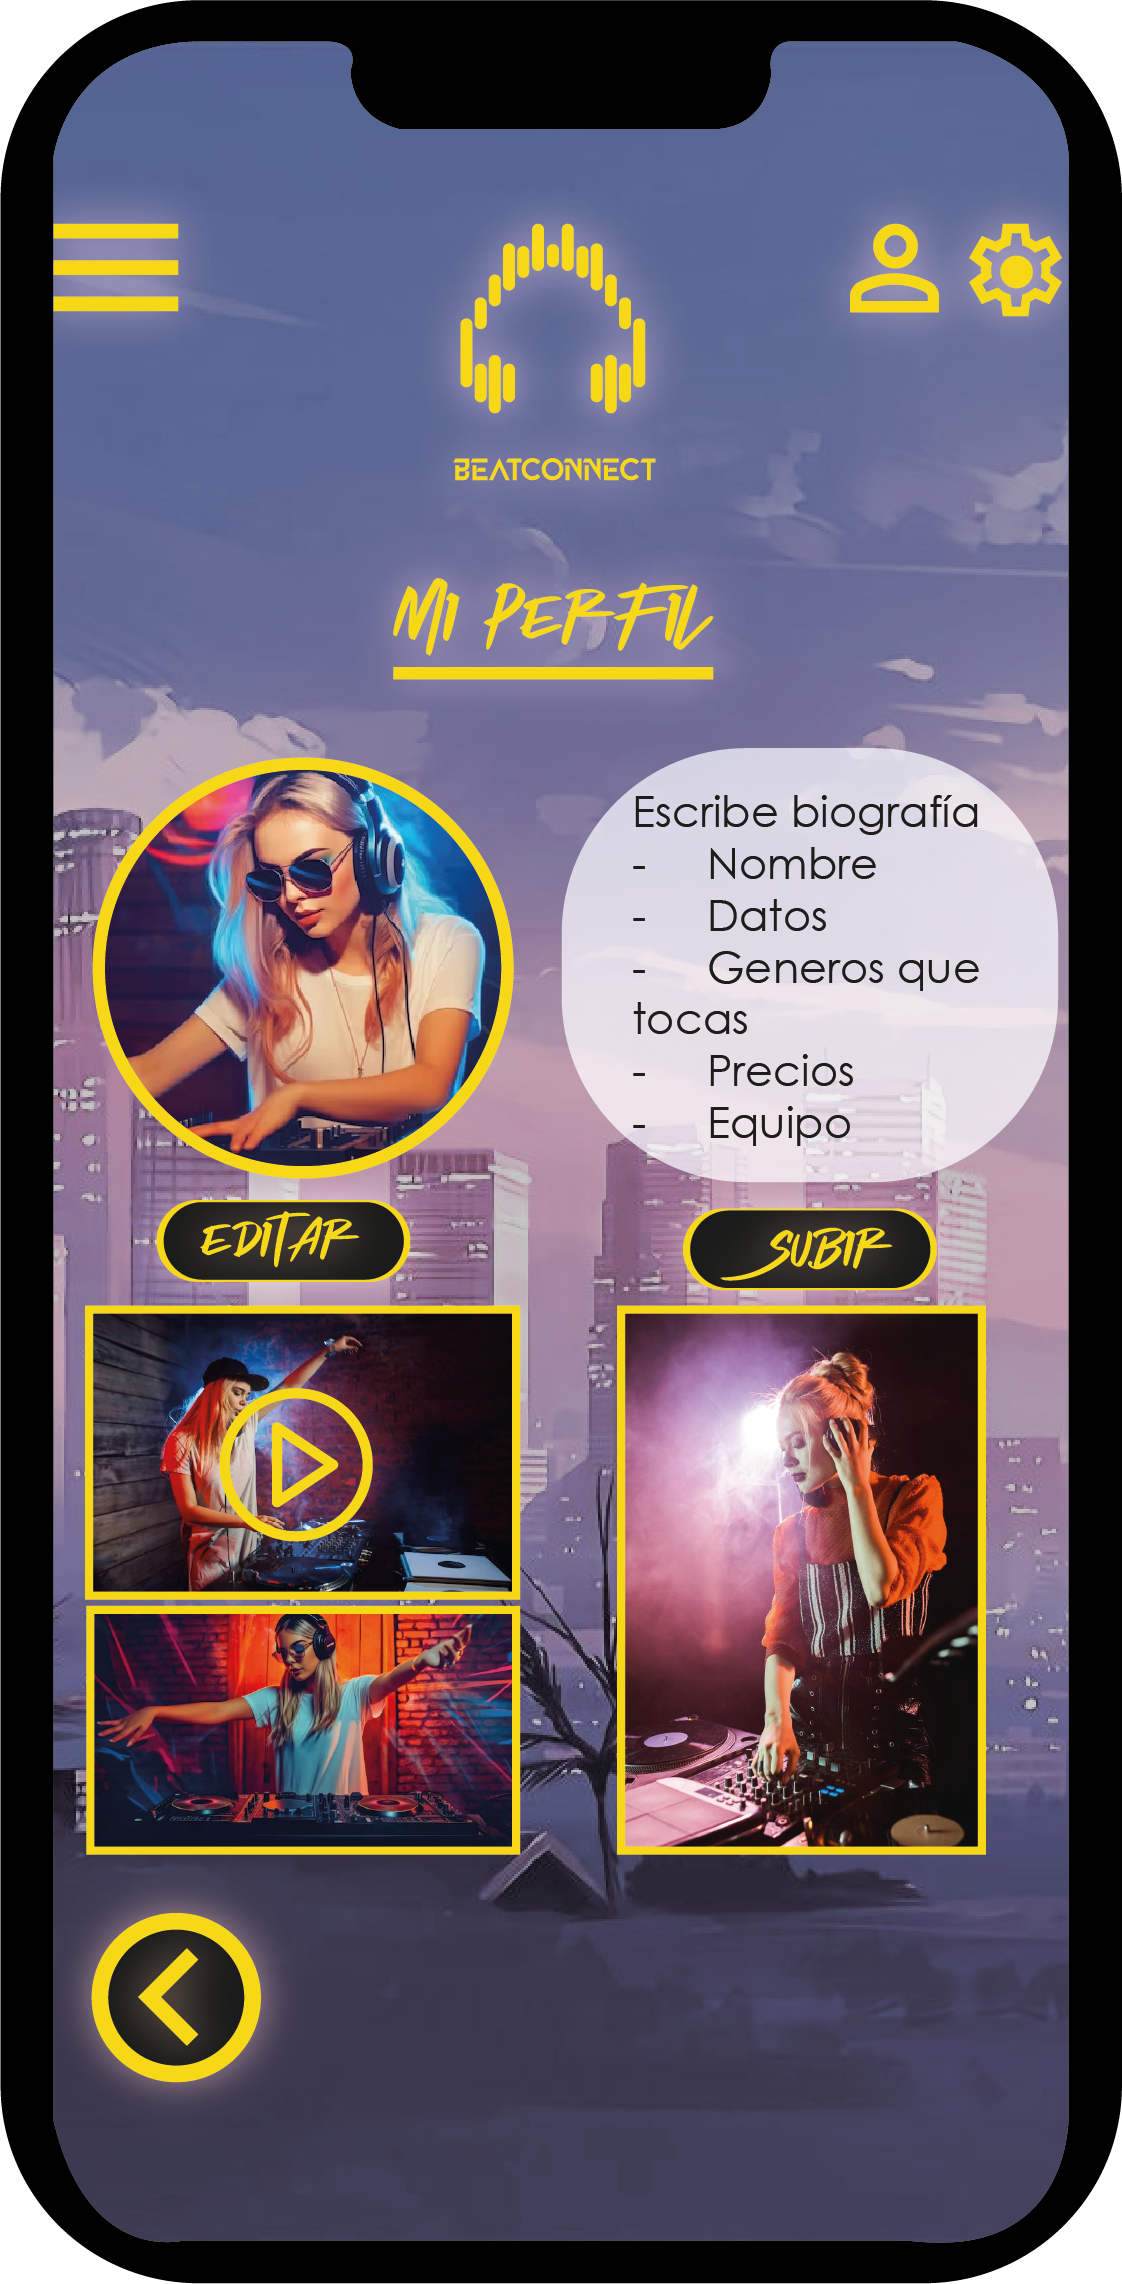 BEATCONNECT
MI PERFIL
Escribe biografía
- Nombre
- Datos
- Generos que
tocas
- Precios
- Equipo
EDITAR
SUBIR